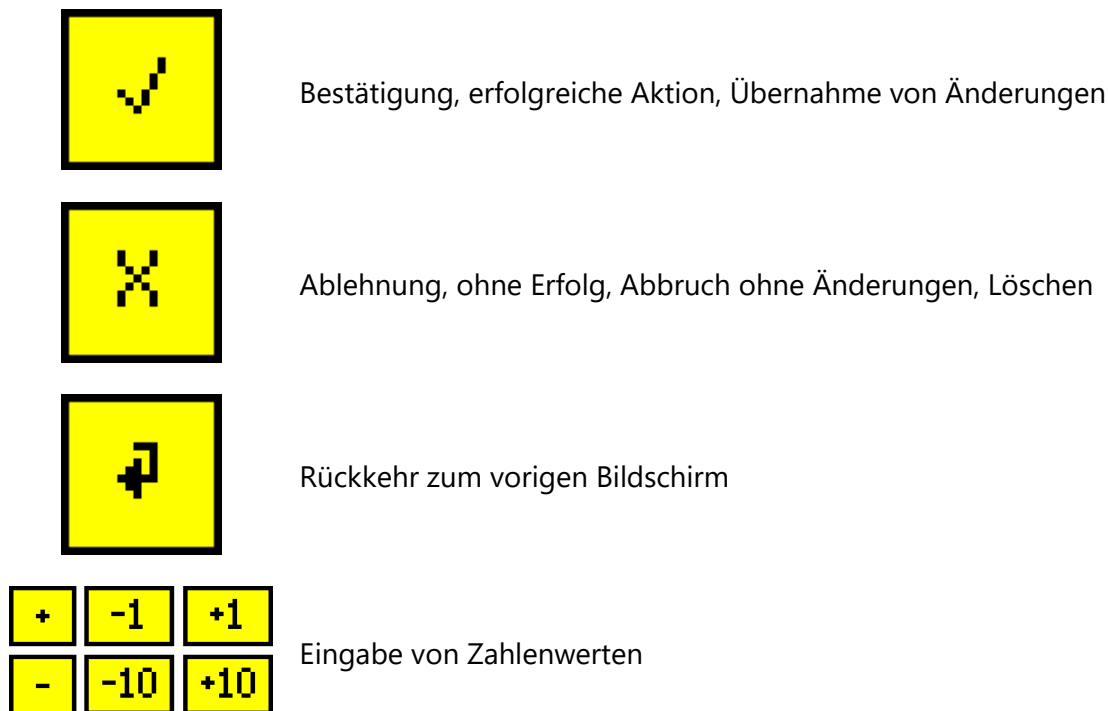 Bestätigung, erfolgreiche Aktion, Übernahme von Änderungen
Ablehnung, ohne Erfolg, Abbruch ohne Änderungen, Löschen
Rückkehr zum vorigen Bildschirm
+ -1 +1
Eingabe von Zahlenwerten
- -10 +10